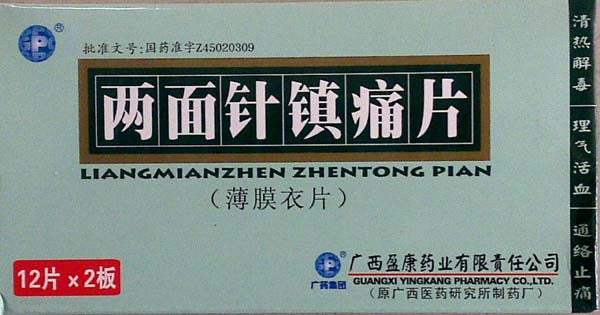 批准文号:国药准字Z45020309
两面针镇痛片
LIANGMIANZHEN ZHENTONG PIAN
(薄膜衣片)
12片×2板
广药集团
广西盈康药业有限责任公司
GUANGXI YINGKANG PHARMACY CO.,LTD.
(原广西医药研究所制药厂)
清热解毒 理气活血 通络止痛